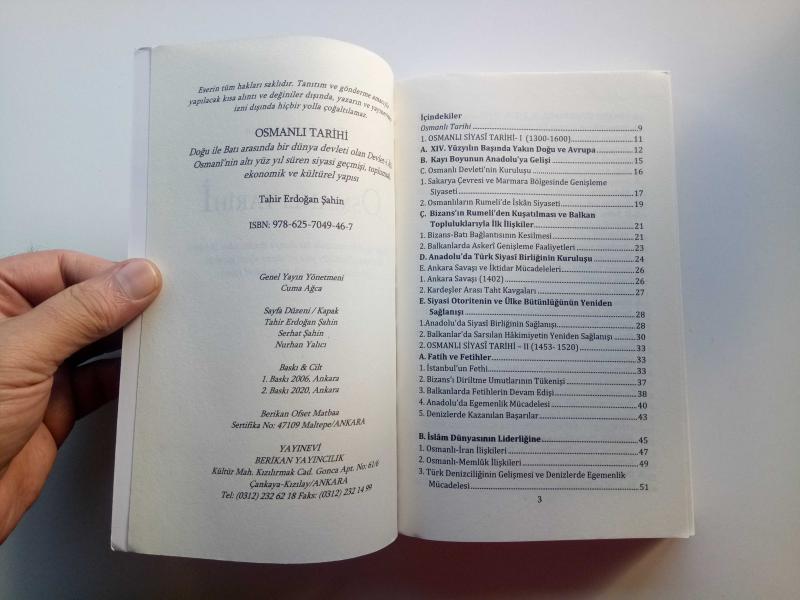 Eserin tüm hakları saklıdır. Tanıtım ve gönderme amacıyla
yapılacak kısa alıntı ve değiniler dışında, yazarın ve yayınevinin
izni dışında hiçbir yolla çoğaltılamaz.
OSMANLI TARİHİ
Doğu ile Batı arasında bir dünya devleti olan Devlet-i
Osmanî'nin altı yüz yıl süren siyasi geçmişi, toplumsal,
ekonomik ve kültürel yapısı
Tahir Erdoğan Şahin
ISBN: 978-625-7049-46-7
Genel Yayın Yönetmeni
Cuma Ağca
Sayfa Düzeni / Kapak
Tahir Erdoğan Şahin
Serhat Şahin
Nurhan Yalıcı
Baskı & Cilt
1. Baskı 2006, Ankara
2. Baskı 2020, Ankara
Berikan Ofset Matbaa
Sertifika No: 47109 Maltepe/ANKARA
YAYINEVİ
BERİKAN YAYINCILIK
Kültür Mah. Kızılırmak Cad. Gonca Apt. No: 61/6
Çankaya-Kızılay/ANKARA
Tel: (0312) 232 62 18 Faks: (0312) 232 14 99
İçindekiler
Osmanlı Tarihi 9
1. OSMANLI SİYASÎ TARİHİ- I (1300-1600) 11
A. XIV. Yüzyılın Başında Yakın Doğu ve Avrupa 12
B. Kayı Boyunun Anadolu'ya Gelişi 15
C. Osmanlı Devleti'nin Kuruluşu 16
1. Sakarya Çevresi ve Marmara Bölgesinde Genişleme
Siyaseti 17
2. Osmanlıların Rumeli'de İskân Siyaseti 19
Ç. Bizans'ın Rumeli'den Kuşatılması ve Balkan
Topluluklarıyla İlk İlişkiler 21
1. Bizans-Batı Bağlantısının Kesilmesi 21
2. Balkanlarda Askerî Genişleme Faaliyetleri 23
D. Anadolu'da Türk Siyasî Birliğinin Kuruluşu 24
E. Ankara Savaşı ve İktidar Mücadeleleri 26
1. Ankara Savaşı (1402) 26
2. Kardeşler Arası Taht Kavgaları 27
E. Siyasi Otoritenin ve Ülke Bütünlüğünün Yeniden
Sağlanışı 28
1.Anadolu'da Siyasî Birliğinin Sağlanışı 28
2. Balkanlar'da Sarsılan Hâkimiyetin Yeniden Sağlanışı 30
2. OSMANLI SİYASÎ TARİHİ – II (1453- 1520) 33
A. Fatih ve Fetihler 33
1. İstanbul'un Fethi 33
2. Bizans'ı Diriltme Umutlarının Tükenişi 37
3. Balkanlarda Fetihlerin Devam Edişi 38
4. Anadolu'da Egemenlik Mücadelesi 40
5. Denizlerde Kazanılan Başarılar 43
B. İslâm Dünyasının Liderliğine 45
1. Osmanlı-İran İlişkileri 47
2. Osmanlı-Memlûk İlişkileri 49
3. Türk Denizciliğinin Gelişmesi ve Denizlerde Egemenlik
Mücadelesi 51
3